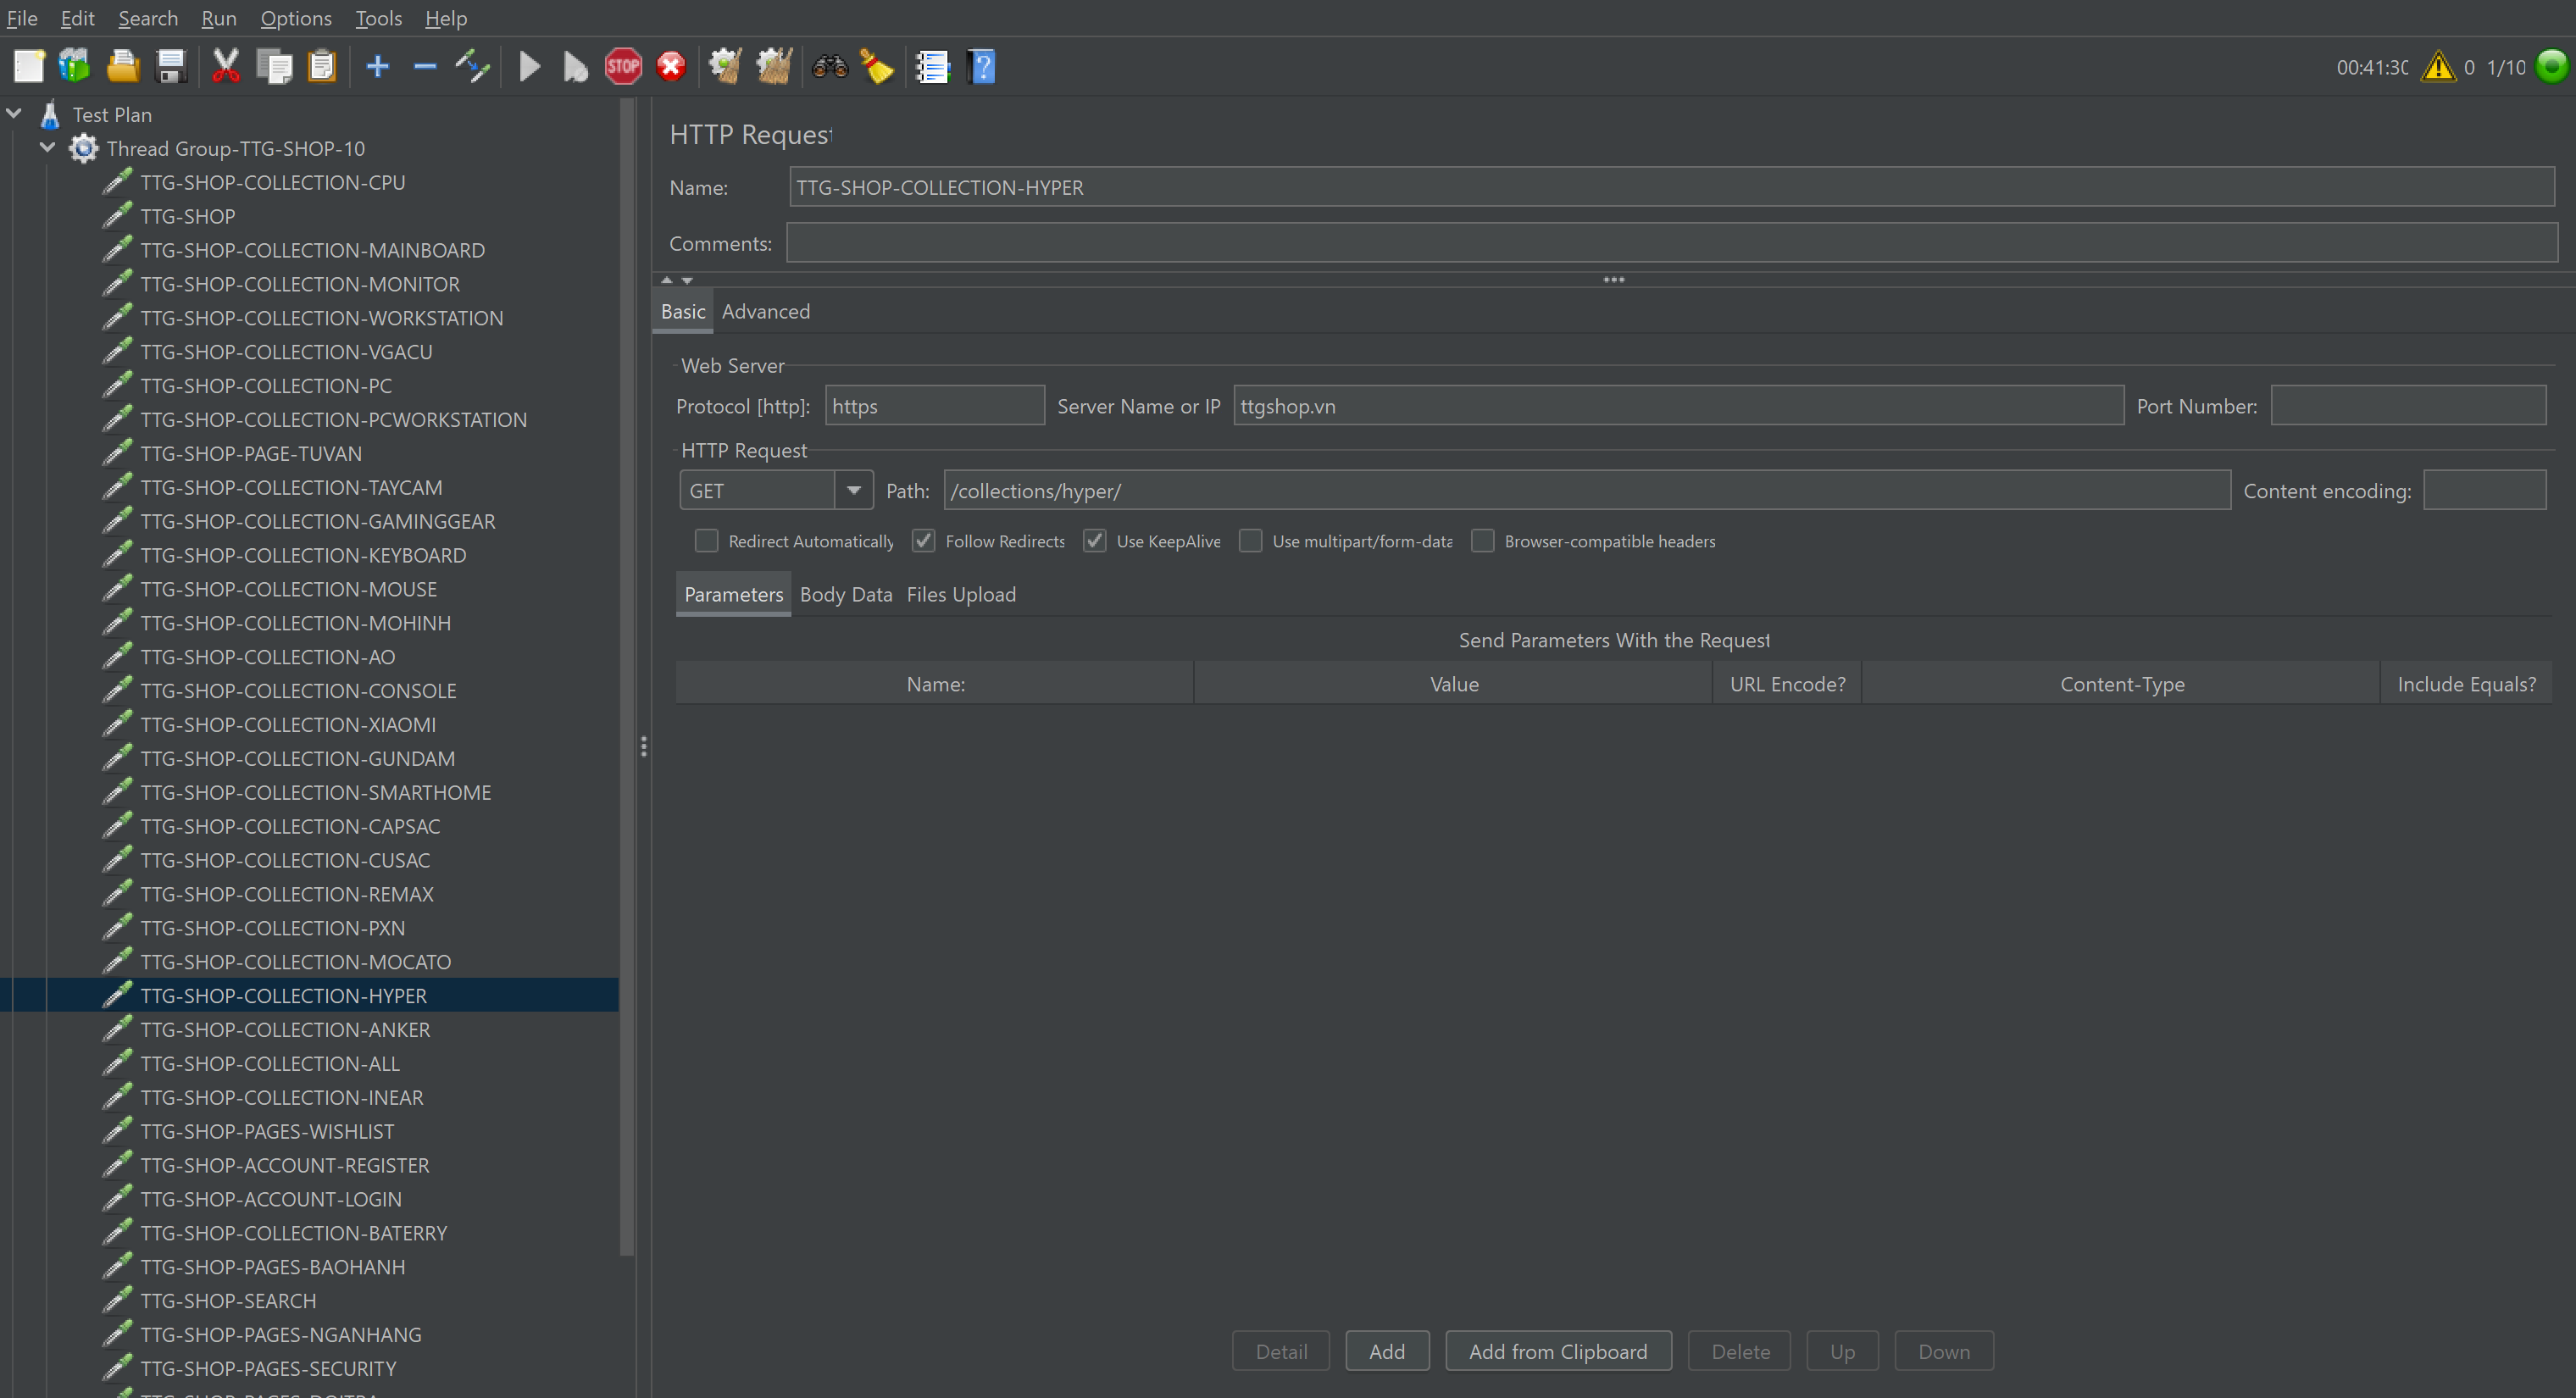 File Edit Search Run Options Tools Help
STOP
00:41:30 0 1/10
Test Plan
Thread Group-TTG-SHOP-10
TTG-SHOP-COLLECTION-CPU
TTG-SHOP
TTG-SHOP-COLLECTION-MAINBOARD
TTG-SHOP-COLLECTION-MONITOR
TTG-SHOP-COLLECTION-WORKSTATION
TTG-SHOP-COLLECTION-VGACU
TTG-SHOP-COLLECTION-PC
TTG-SHOP-COLLECTION-PCWORKSTATION
TTG-SHOP-PAGE-TUVAN
TTG-SHOP-COLLECTION-TAYCAM
TTG-SHOP-COLLECTION-GAMINGGEAR
TTG-SHOP-COLLECTION-KEYBOARD
TTG-SHOP-COLLECTION-MOUSE
TTG-SHOP-COLLECTION-MOHINH
TTG-SHOP-COLLECTION-AO
TTG-SHOP-COLLECTION-CONSOLE
TTG-SHOP-COLLECTION-XIAOMI
TTG-SHOP-COLLECTION-GUNDAM
TTG-SHOP-COLLECTION-SMARTHOME
TTG-SHOP-COLLECTION-CAPSAC
TTG-SHOP-COLLECTION-CUSAC
TTG-SHOP-COLLECTION-REMAX
TTG-SHOP-COLLECTION-PXN
TTG-SHOP-COLLECTION-MOCATO
TTG-SHOP-COLLECTION-HYPER
TTG-SHOP-COLLECTION-ANKER
TTG-SHOP-COLLECTION-ALL
TTG-SHOP-COLLECTION-INEAR
TTG-SHOP-PAGES-WISHLIST
TTG-SHOP-ACCOUNT-REGISTER
TTG-SHOP-ACCOUNT-LOGIN
TTG-SHOP-COLLECTION-BATERRY
TTG-SHOP-PAGES-BAOHANH
TTG-SHOP-SEARCH
TTG-SHOP-PAGES-NGANHANG
TTG-SHOP-PAGES-SECURITY
HTTP Request
Name: TTG-SHOP-COLLECTION-HYPER
Comments:
Basic Advanced
Web Server
Protocol [http]: https Server Name or IP ttgshop.vn Port Number:
HTTP Request
GET Path: /collections/hyper/ Content encoding:
Redirect Automatically Follow Redirects Use KeepAlive Use multipart/form-data Browser-compatible headers
Parameters Body Data Files Upload
Send Parameters With the Request
Name: Value URL Encode? Content-Type Include Equals?
Detail Add Add from Clipboard Delete Up Down